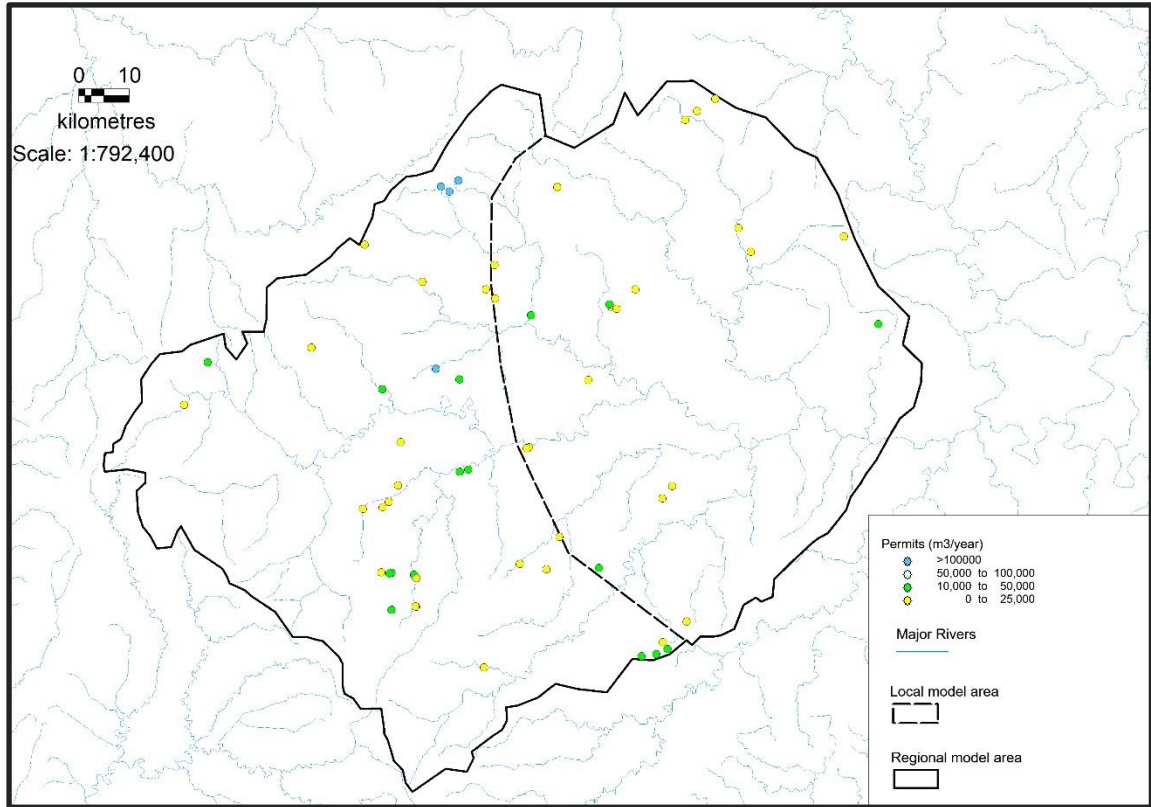 0 10
kilometres
Scale: 1:792,400
Permits (m3/year)
>100000
50,000 to 100,000
10,000 to 50,000
0 to 25,000
Major Rivers
Local model area
Regional model area